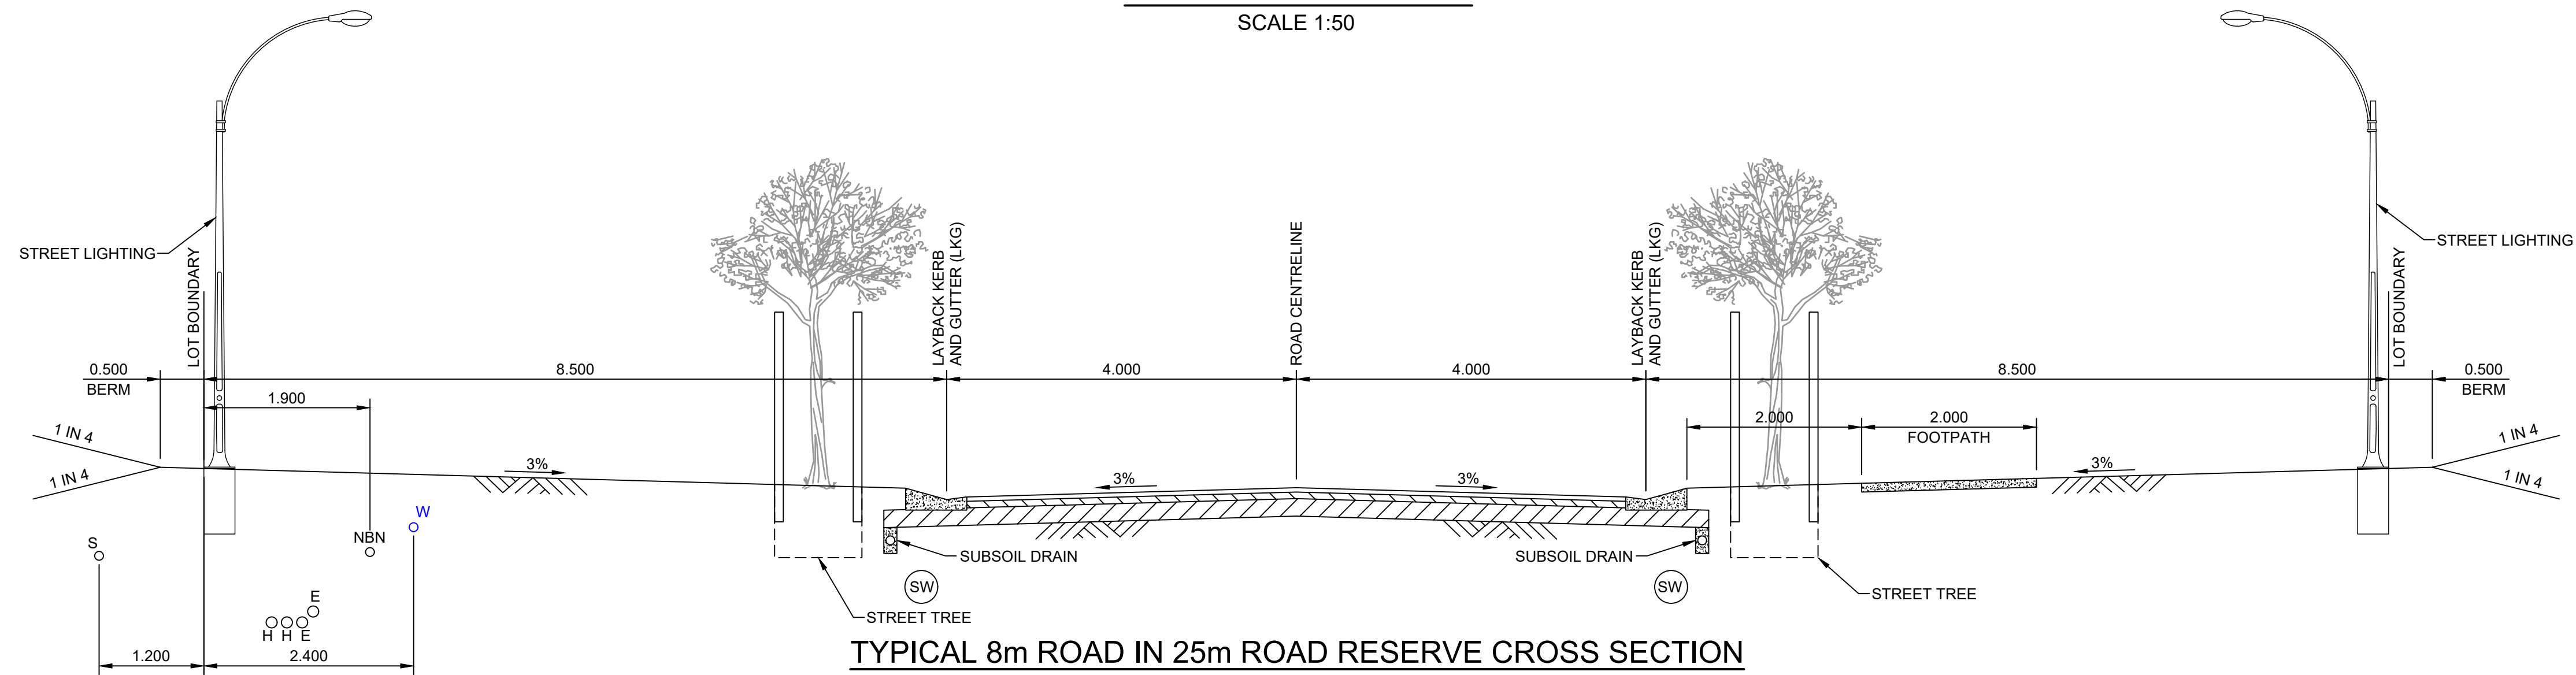 SCALE 1:50
STREET LIGHTING
LOT BOUNDARY
LAYBACK KERB
AND GUTTER (LKG)
ROAD CENTRELINE
LAYBACK KERB
AND GUTTER (LKG)
LOT BOUNDARY
STREET LIGHTING
0.500
BERM
8.500
4.000
4.000
8.500
0.500
BERM
1.900
2.000
2.000
FOOTPATH
1 IN 4
1 IN 4
3%
3%
3%
3%
1 IN 4
1 IN 4
S
NBN
W
SUBSOIL DRAIN
SUBSOIL DRAIN
SW
SW
STREET TREE
STREET TREE
E
H H E
1.200
2.400
TYPICAL 8m ROAD IN 25m ROAD RESERVE CROSS SECTION